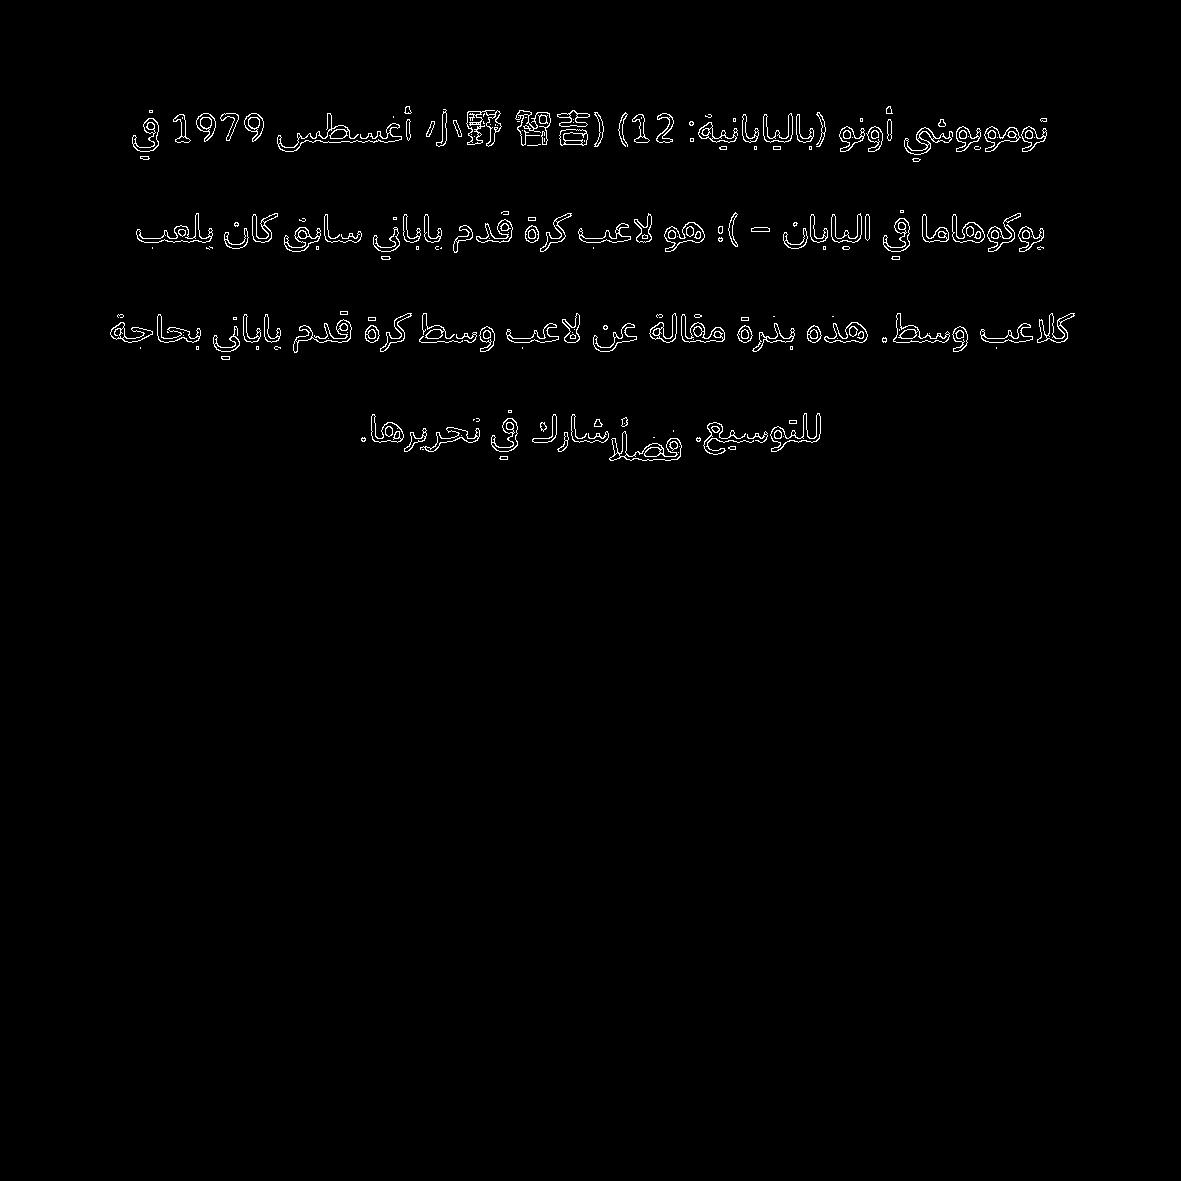 تومويوشي أونو (باليابانية: 小野 智吉) (12 أغسطس 1979 في
يوكوهاما في اليابان – )؛ هو لاعب كرة قدم ياباني سابق كان يلعب
كلاعب وسط. هذه بذرة مقالة عن لاعب وسط كرة قدم ياباني بحاجة
للتوسيع. فضلًا شارك في تحريرها.